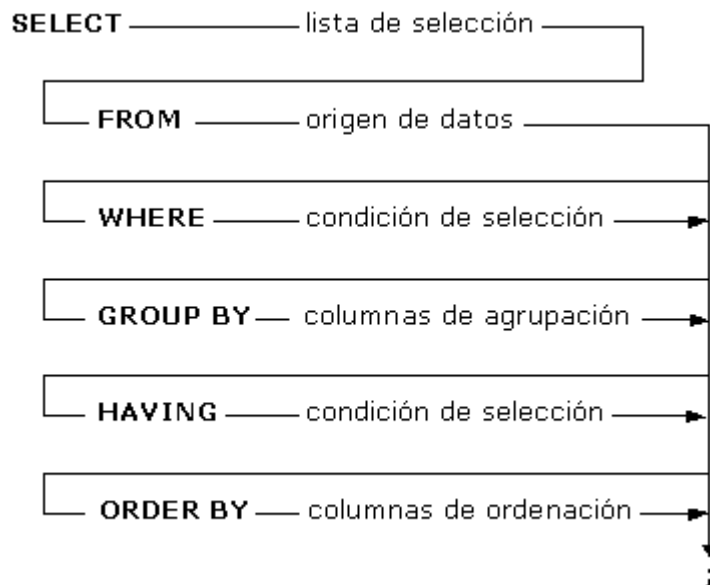 SELECT lista de selección
FROM origen de datos
WHERE condición de selección
GROUP BY columnas de agrupación
HAVING condición de selección
ORDER BY columnas de ordenación